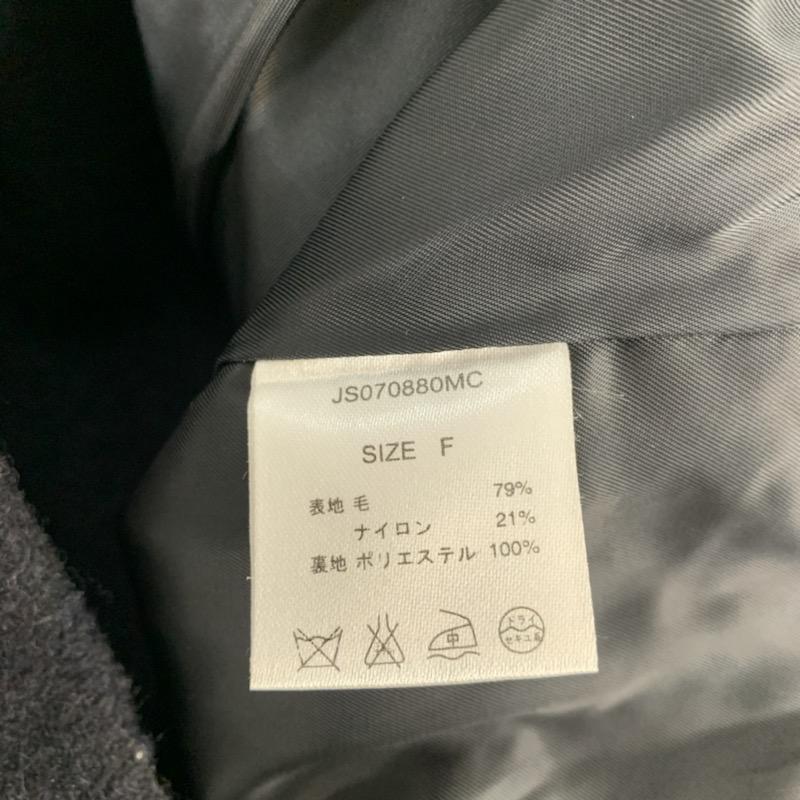 JS070880MC
SIZE F
表地 毛 79%
ナイロン 21%
裏地 ポリエステル 100%
中
ドライ
セキユ系